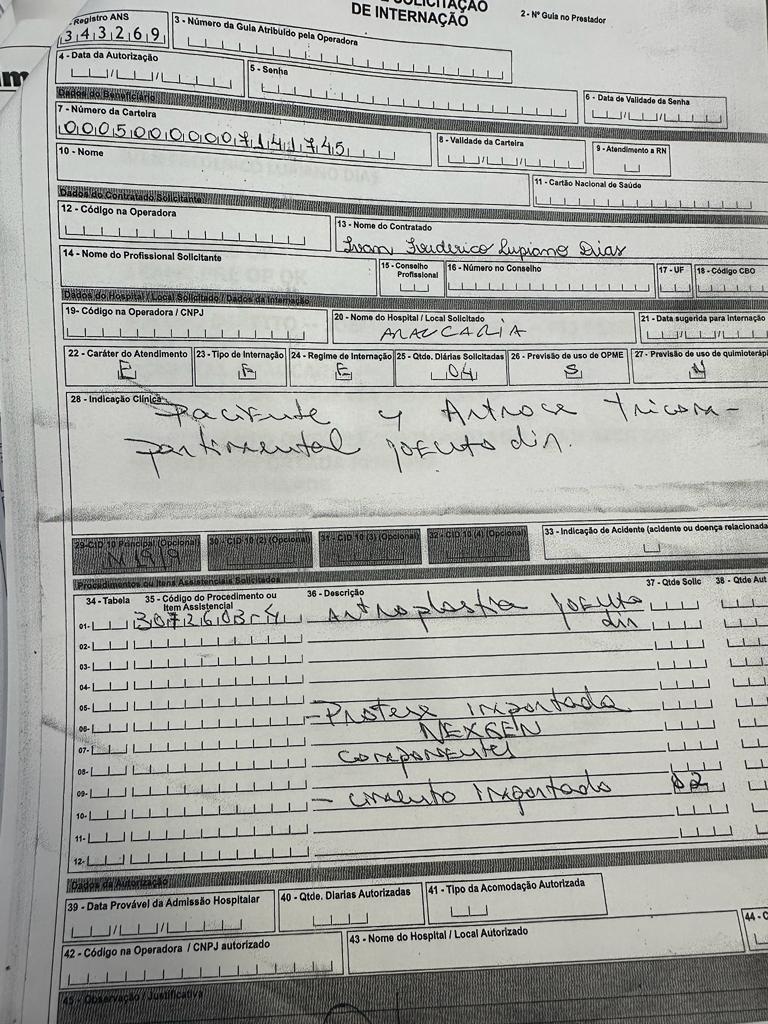 SOLICITAÇÃO
DE INTERNAÇÃO
2- Nº Guia no Prestador
Registro ANS
343269
3 - Número da Guia Atribuído pela Operadora
4 - Data da Autorização
5 - Senha
6 - Data de Validade da Senha
Dados do Beneficiário
7 - Número da Carteira
00050000007141745
8 - Validade da Carteira
9 - Atendimento a RN
10 - Nome
11 - Cartão Nacional de Saúde
Dados do Contratado Solicitante
12 - Código na Operadora
13 - Nome do Contratado
Ivan Frederico Lupiano Dias
14 - Nome do Profissional Solicitante
15 - Conselho Profissional
16 - Número no Conselho
17 - UF
18 - Código CBO
Dados do Hospital / Local Solicitado / Dados da Internação
19- Código na Operadora / CNPJ
20 - Nome do Hospital / Local Solicitado
ARAUCARIA
21 - Data sugerida para internação
22 - Caráter do Atendimento
E
23 - Tipo de Internação
24 - Regime de Internação
25 - Qtde. Diárias Solicitadas
04
26 - Previsão de uso de OPME
S
27 - Previsão de uso de quimioteráp
N
28 - Indicação Clínica
Paciente Artrose tricom-
partimental joelho dir.
29-CID 10 Principal (Opcional)
30 - CID 10 (2) (Opcional)
31 - CID 10 (3) (Opcional)
32 - CID 10 (4) (Opcional)
33 - Indicação de Acidente (acidente ou doença relacionada
Procedimentos ou Itens Assistenciais Solicitados
34 - Tabela
35 - Código do Procedimento ou Item Assistencial
36 - Descrição
37 - Qtde Solic
38 - Qtde Aut
01- 3072603-4 Artroplastia joelho
dir
02-
03-
04-
05-
06- - Protese importada
NEXGEN
07-
componentes
08-
09- - cimento importado 02
10-
11-
12-
Dados da Autorização
39 - Data Provável da Admissão Hospitalar
40 - Qtde. Diarias Autorizadas
41 - Tipo da Acomodação Autorizada
42 - Código na Operadora / CNPJ autorizado
43 - Nome do Hospital / Local Autorizado
44 - C
45 - Observação / Justificativa